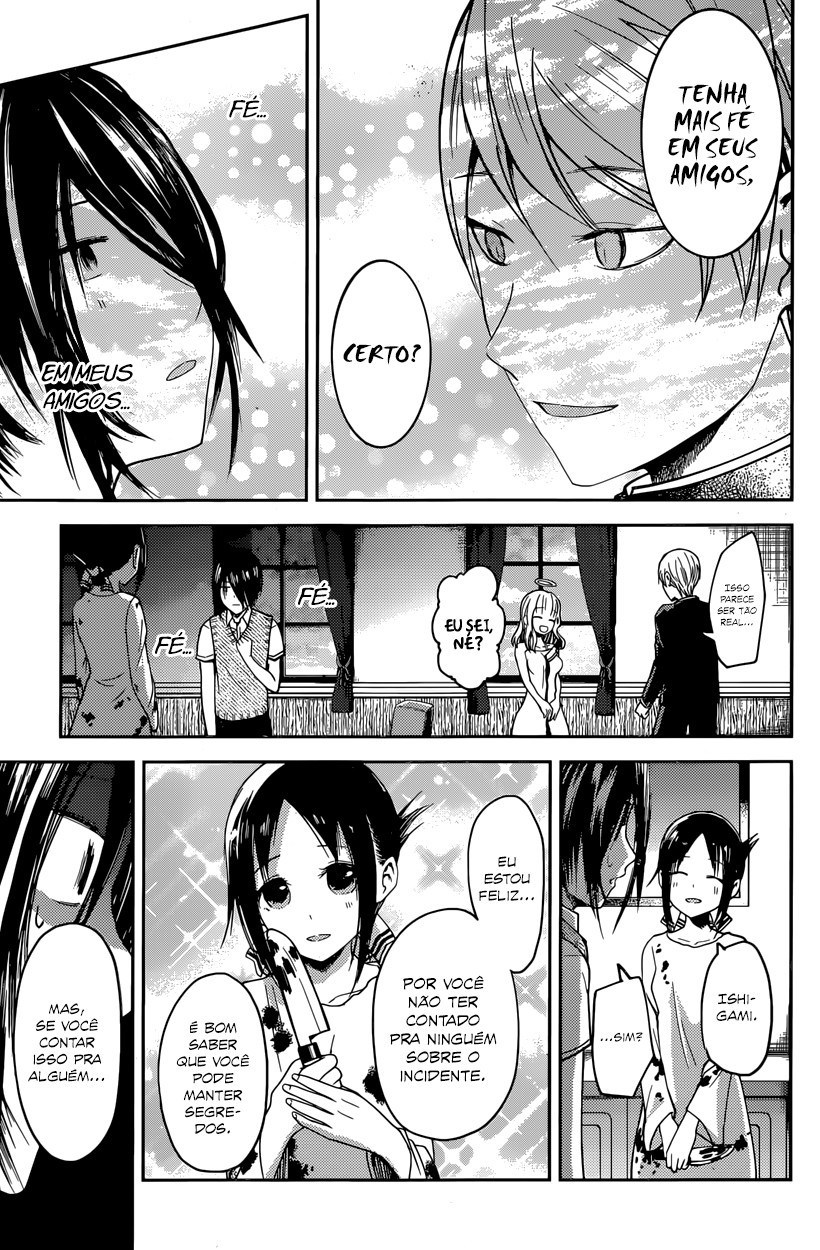 TENHA
MAIS FÉ
EM SEUS
AMIGOS,
CERTO?
FÉ...
EM MEUS
AMIGOS...
ISSO
PARECE
SER TÃO
REAL...
EU SEI,
NÉ?
FÉ...
FÉ...
ISHI-
GAMI.
...SIM?
EU
ESTOU
FELIZ...
POR VOCÊ
NÃO TER
CONTADO
PRA NINGUÉM
SOBRE O
INCIDENTE.
É BOM
SABER
QUE VOCÊ
PODE
MANTER
SEGRE-
DOS.
MAS,
SE VOCÊ
CONTAR
ISSO PRA
ALGUÉM...